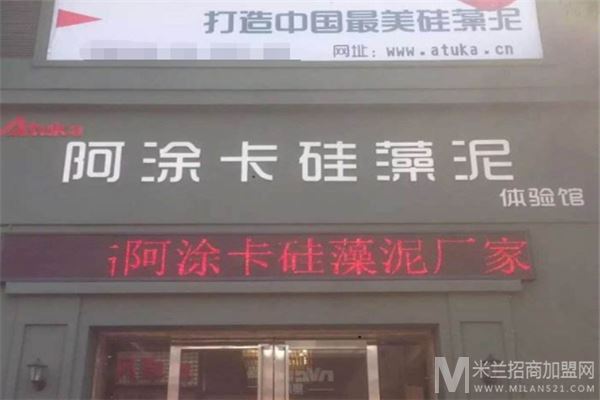 打造中国最美硅藻泥
网址：www.atuka.cn
Atuka
阿涂卡硅藻泥
体验馆
阿涂卡硅藻泥厂家
米兰招商加盟网
WWW.MILAN521.COM